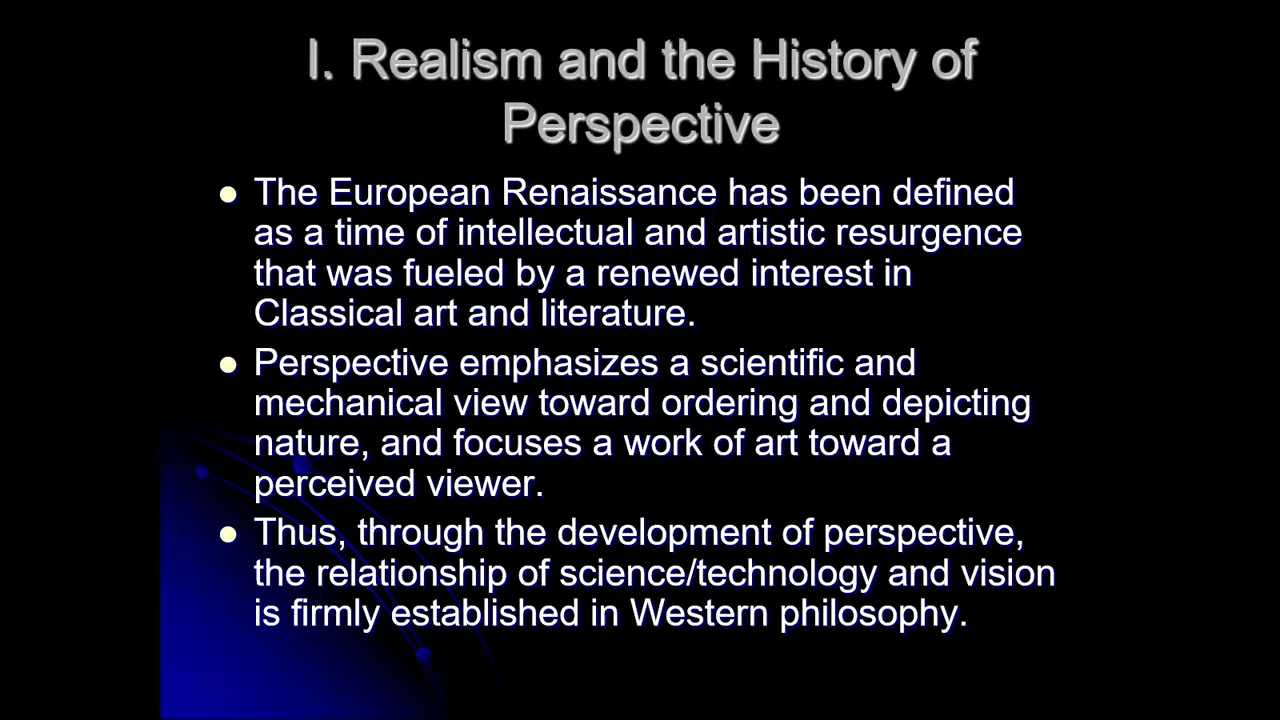 I. Realism and the History of
Perspective
The European Renaissance has been defined
as a time of intellectual and artistic resurgence
that was fueled by a renewed interest in
Classical art and literature.
Perspective emphasizes a scientific and
mechanical view toward ordering and depicting
nature, and focuses a work of art toward a
perceived viewer.
Thus, through the development of perspective,
the relationship of science/technology and vision
is firmly established in Western philosophy.